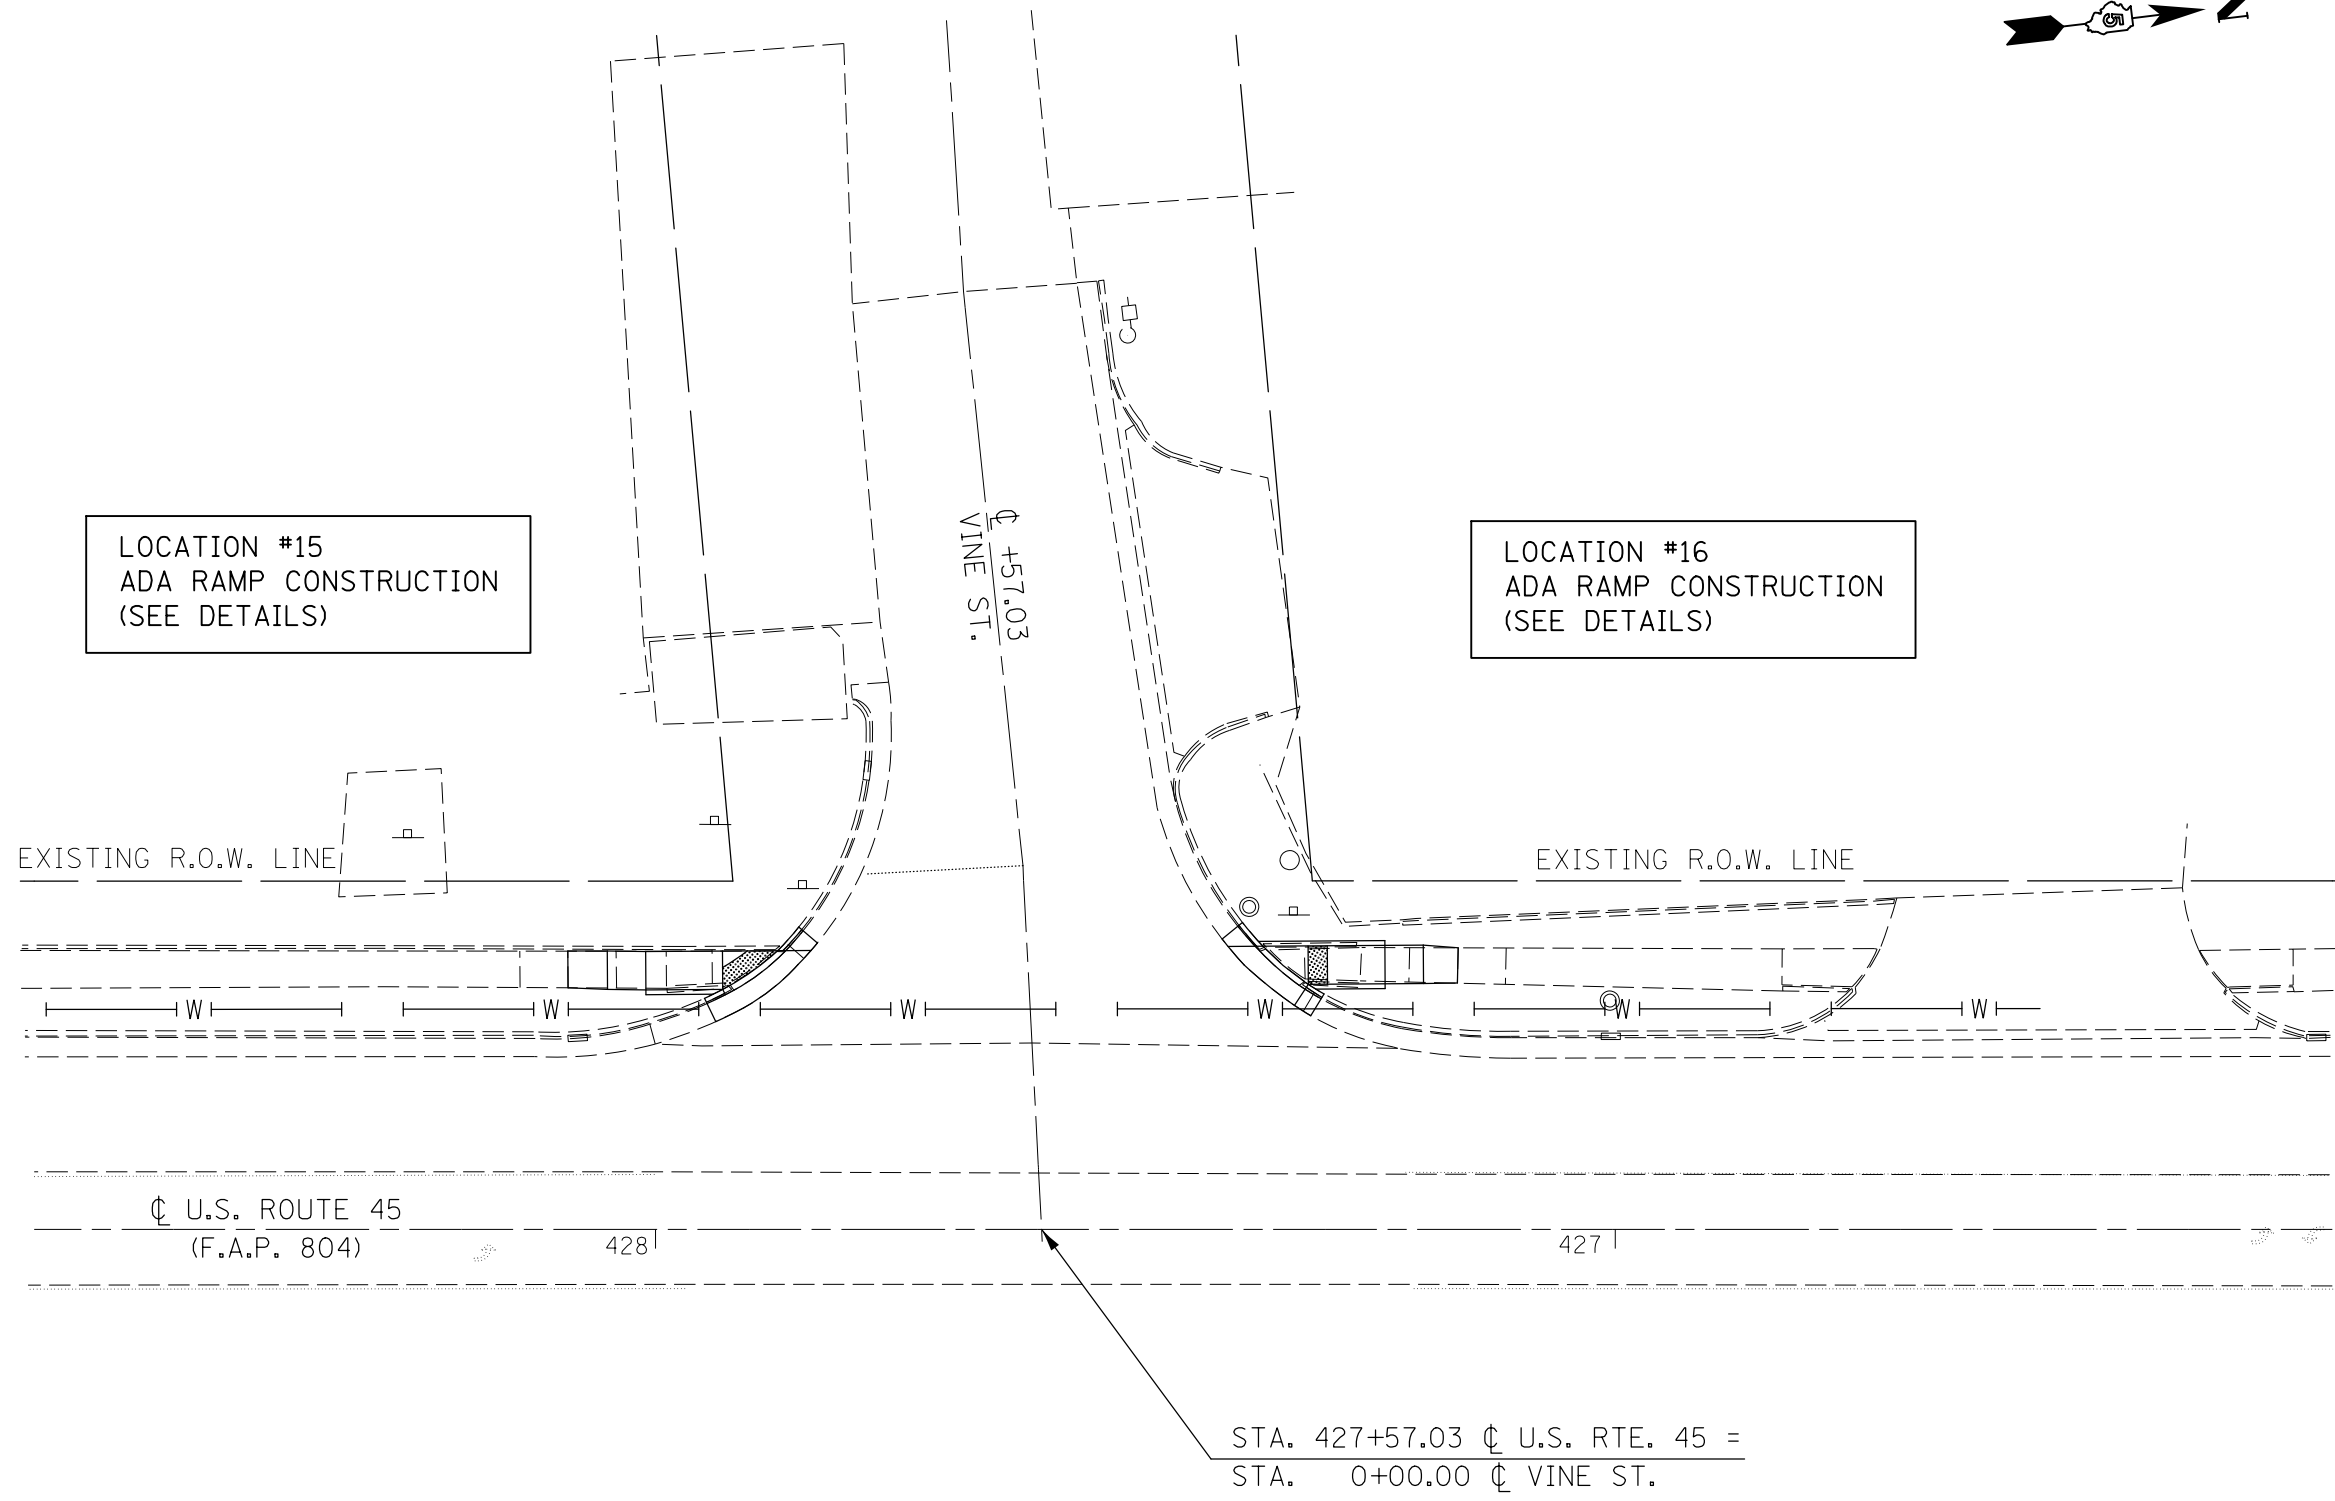 5
LOCATION #15
ADA RAMP CONSTRUCTION
(SEE DETAILS)
LOCATION #16
ADA RAMP CONSTRUCTION
(SEE DETAILS)
℄ +57.03
VINE ST.
EXISTING R.O.W. LINE
EXISTING R.O.W. LINE
W W W W W W
℄ U.S. ROUTE 45
(F.A.P. 804)
428
427
STA. 427+57.03 ℄ U.S. RTE. 45 =
STA. 0+00.00 ℄ VINE ST.